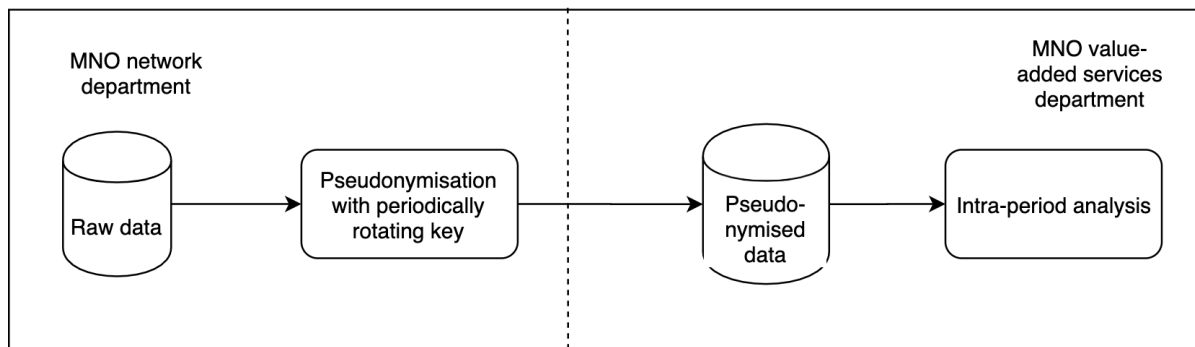 MNO network
department
MNO value-
added services
department
Raw data
Pseudonymisation
with periodically
rotating key
Pseudo-
nymised
data
Intra-period analysis